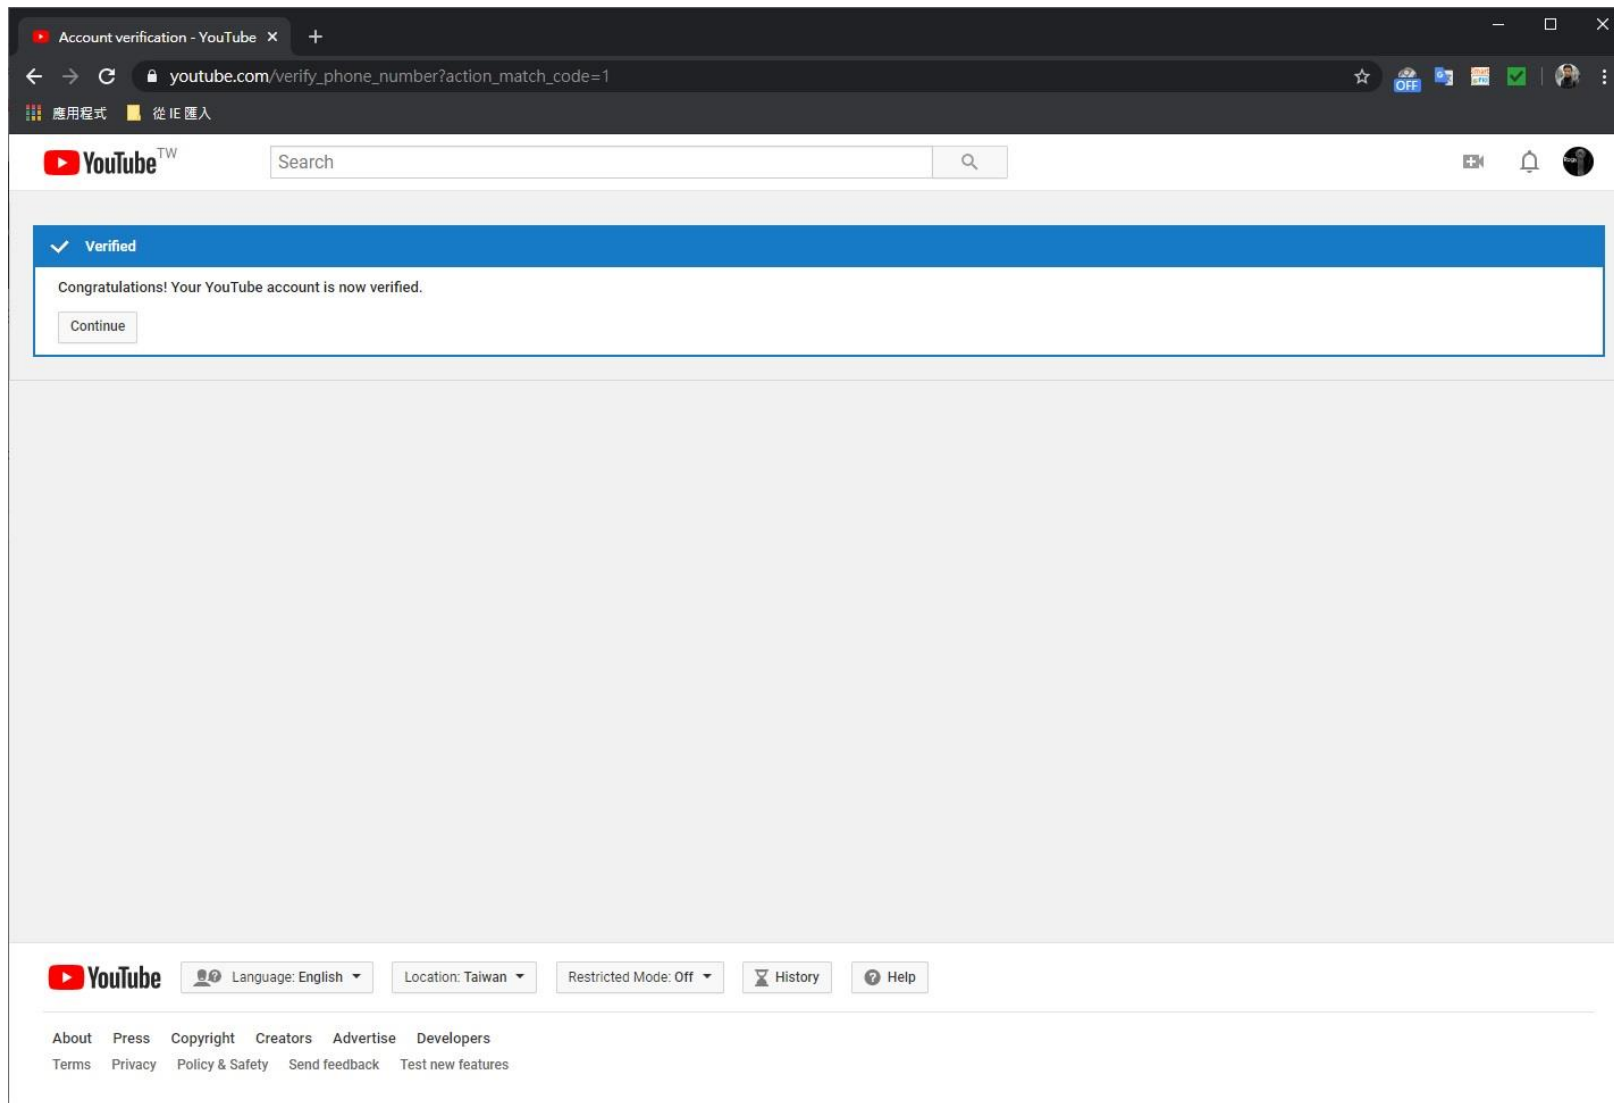 Account verification - YouTube
youtube.com/verify_phone_number?action_match_code=1
OFF
應用程式 從 IE 匯入
YouTube TW Search
Verified
Congratulations! Your YouTube account is now verified.
Continue
YouTube Language: English Location: Taiwan Restricted Mode: Off History Help
About Press Copyright Creators Advertise Developers
Terms Privacy Policy & Safety Send feedback Test new features